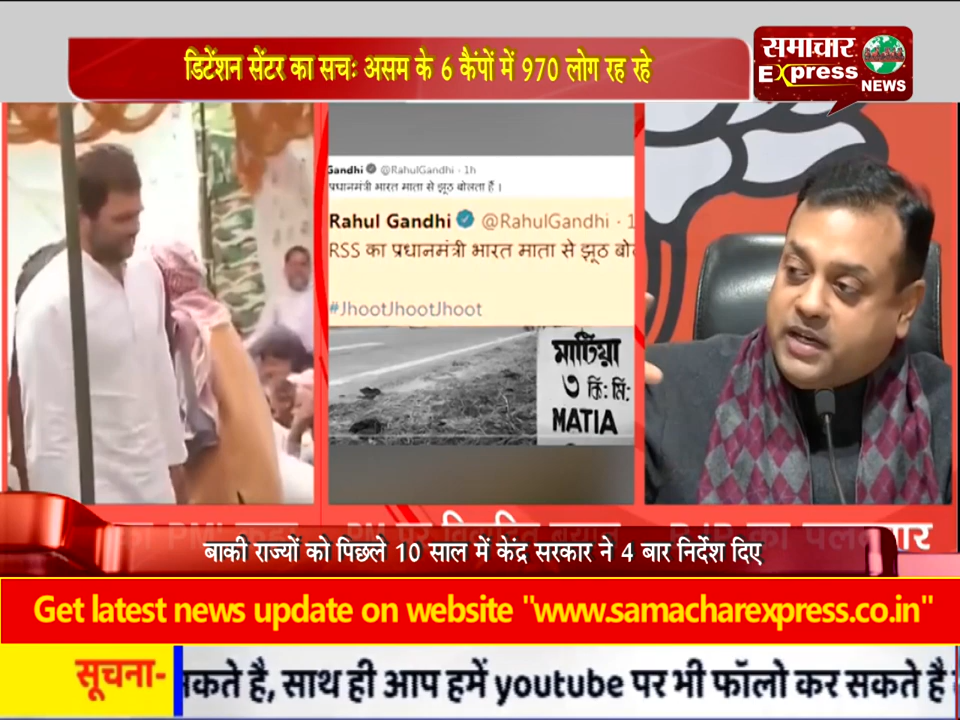 डिटेंशन सेंटर का सचः असम के 6 कैंपों में 970 लोग रह रहे
समाचार
Express
NEWS
Gandhi @RahulGandhi · 1h
प्रधानमंत्री भारत माता से झूठ बोलता हैं ।
Rahul Gandhi @RahulGandhi · 1
RSS का प्रधानमंत्री भारत माता से झूठ बो
#JhootJhootJhoot
মাটিয়া
৩ কি: মি:
MATIA
बाकी राज्यों को पिछले 10 साल में केंद्र सरकार ने 4 बार निर्देश दिए
Get latest news update on website "www.samacharexpress.co.in"
सूचना- सकते है, साथ ही आप हमें youtube पर भी फॉलो कर सकते है